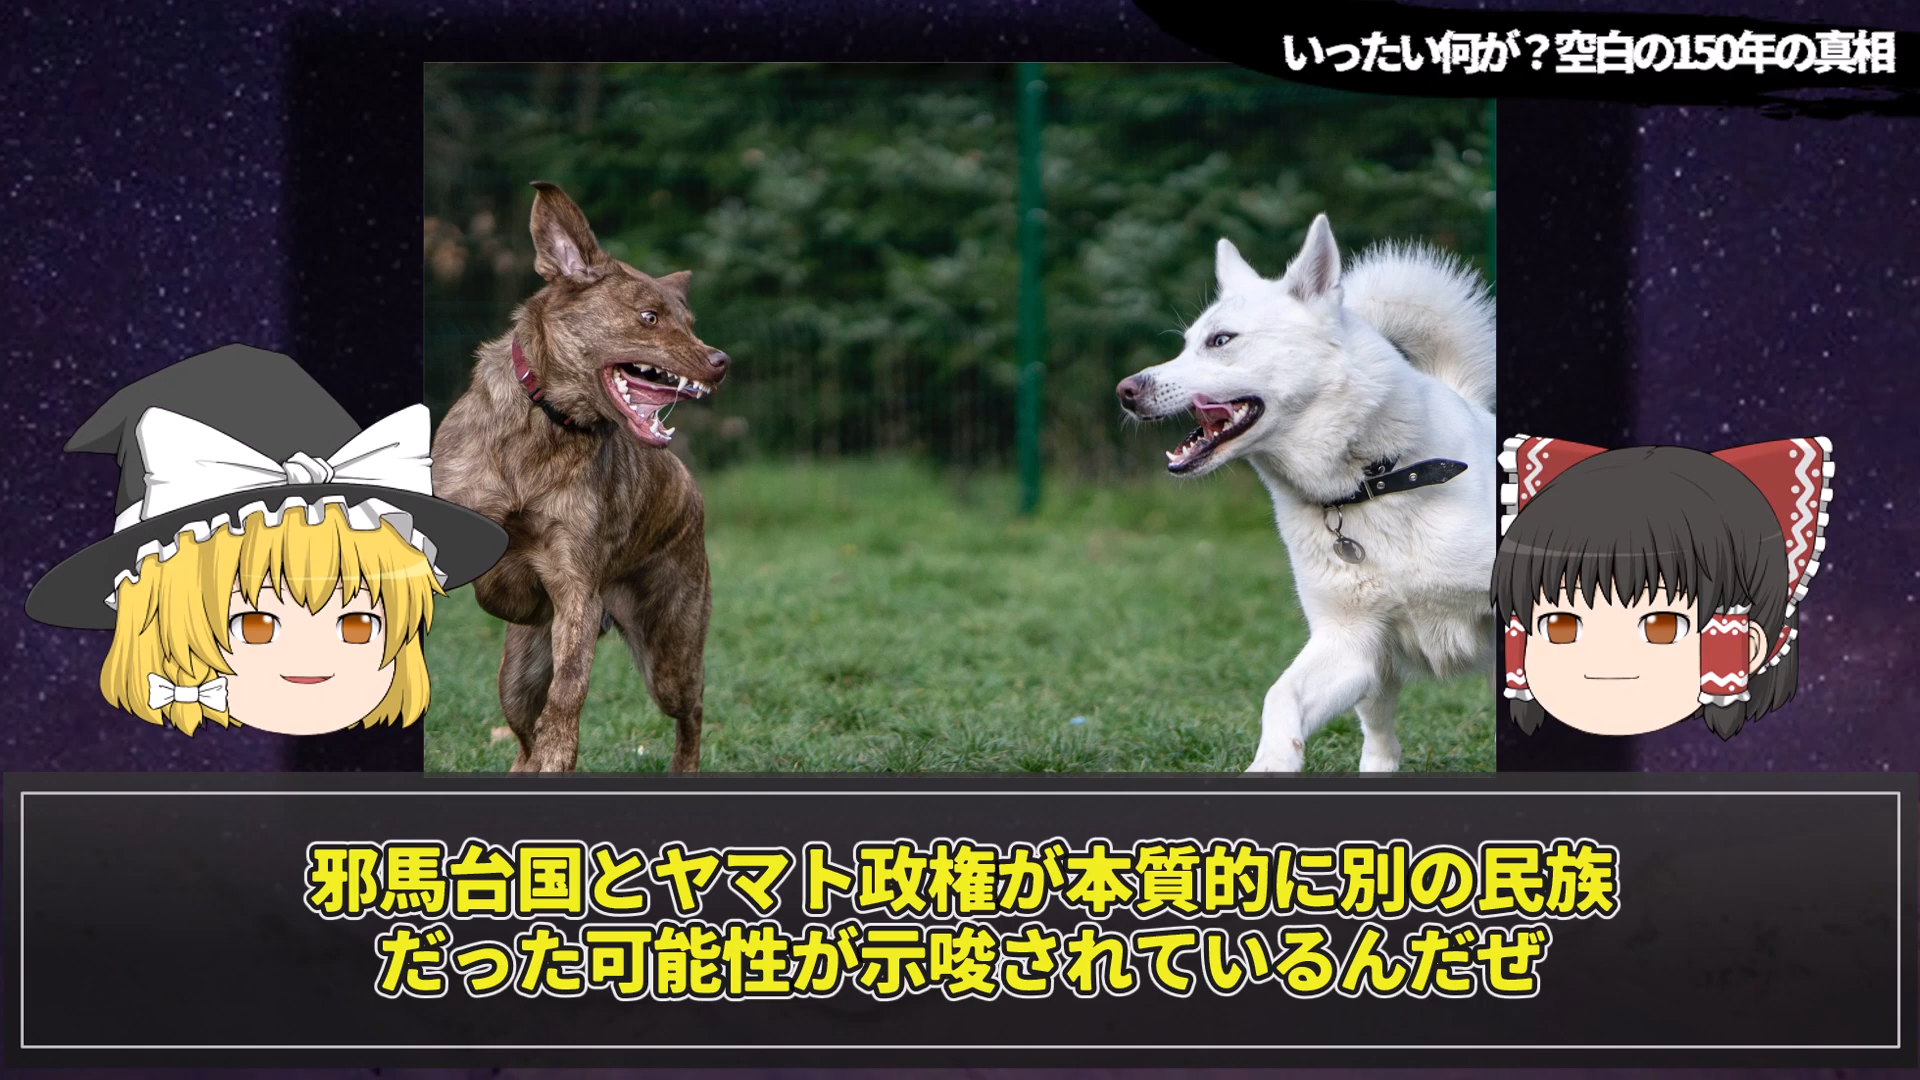 いったい何が？空白の150年の真相
邪馬台国とヤマト政権が本質的に別の民族
だった可能性が示唆されているんだぜ